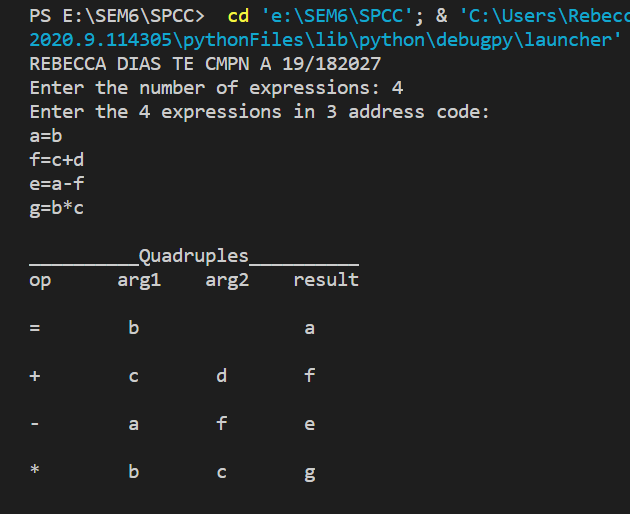 PS E:\SEM6\SPCC>  cd 'e:\SEM6\SPCC'; & 'C:\Users\Rebecc
2020.9.114305\pythonFiles\lib\python\debugpy\launcher'
REBECCA DIAS TE CMPN A 19/182027
Enter the number of expressions: 4
Enter the 4 expressions in 3 address code:
a=b
f=c+d
e=a-f
g=b*c
__________Quadruples__________
op      arg1    arg2    result
=       b               a
+       c       d       f
-       a       f       e
*       b       c       g